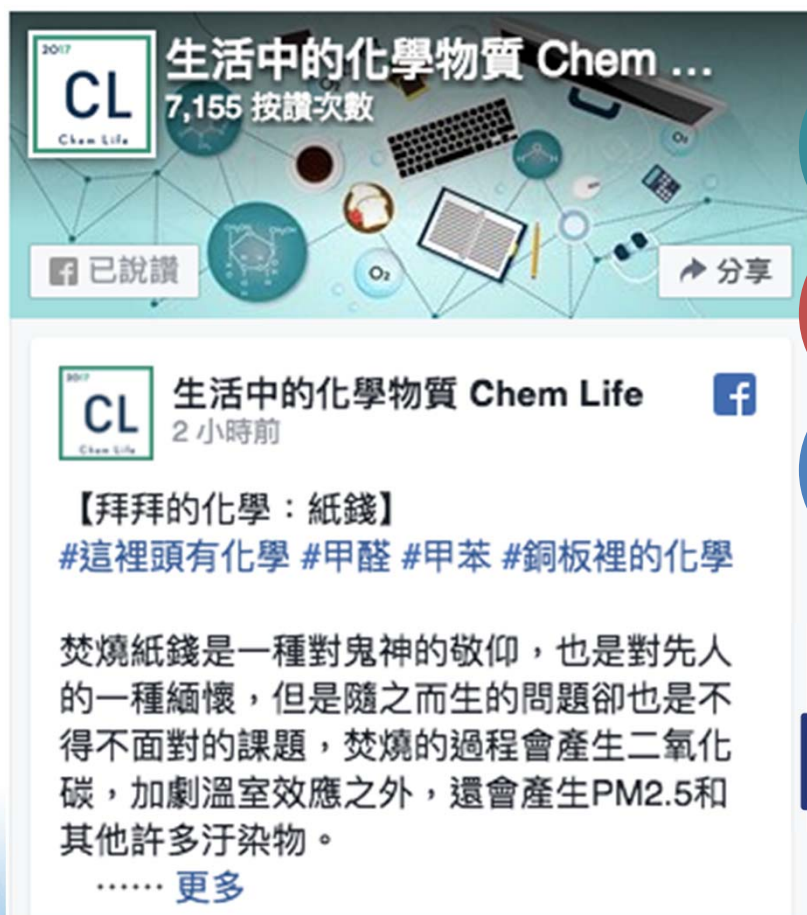 2017
CL
Chem Life
生活中的化學物質 Chem ...
7,155 按讚次數
O₂
O₂
已說讚
分享
2017
CL
Chem Life
生活中的化學物質 Chem Life
2 小時前
【拜拜的化學：紙錢】
#這裡頭有化學 #甲醛 #甲苯 #銅板裡的化學
焚燒紙錢是一種對鬼神的敬仰，也是對先人
的一種緬懷，但是隨之而生的問題卻也是不
得不面對的課題，焚燒的過程會產生二氧化
碳，加劇溫室效應之外，還會產生PM2.5和
其他許多汙染物。
…… 更多